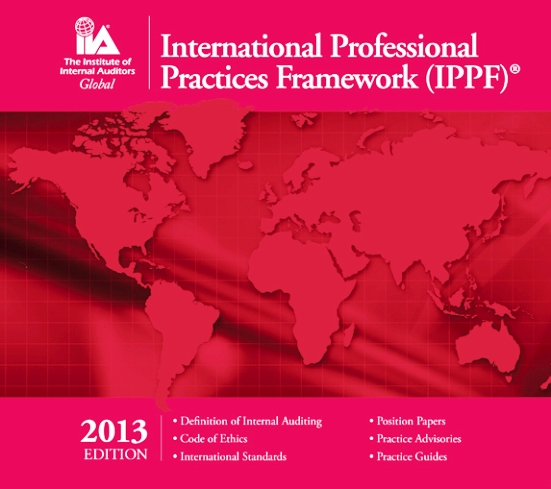 IIA
The Institute of
Internal Auditors
Global
International Professional
Practices Framework (IPPF)®
2013
EDITION
• Definition of Internal Auditing
• Code of Ethics
• International Standards
• Position Papers
• Practice Advisories
• Practice Guides